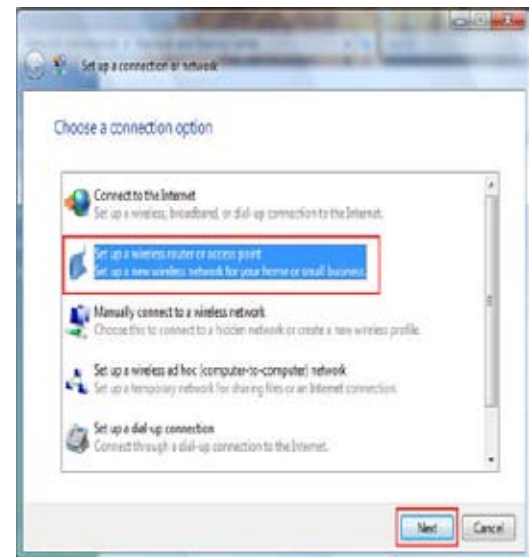 Set up a connection or network
Choose a connection option
Connect to the Internet
Set up a wireless, broadband, or dial-up connection to the Internet.
Set up a wireless router or access point
Set up a new wireless network for your home or small business.
Manually connect to a wireless network
Choose this to connect to a hidden network or create a new wireless profile.
Set up a wireless ad hoc (computer-to-computer) network
Set up a temporary network for sharing files or an Internet connection.
Set up a dial-up connection
Connect through a dial-up connection to the Internet.
Next
Cancel